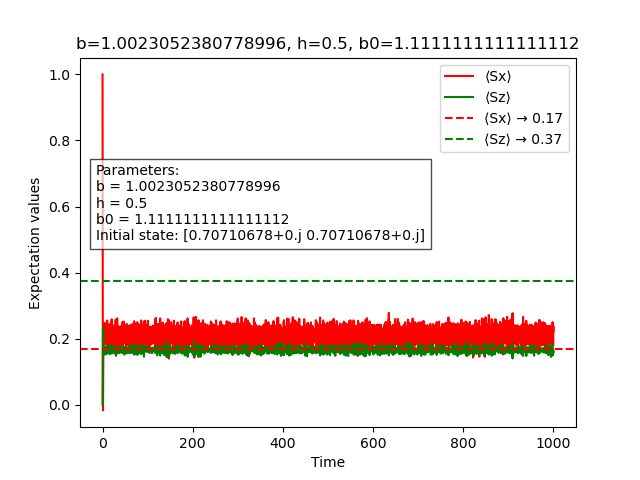 b=1.0023052380778996, h=0.5, b0=1.1111111111111112
⟨Sx⟩
⟨Sz⟩
⟨Sx⟩ → 0.17
⟨Sz⟩ → 0.37
Parameters:
b = 1.0023052380778996
h = 0.5
b0 = 1.1111111111111112
Initial state: [0.70710678+0.j 0.70710678+0.j]
Expectation values
1.0
0.8
0.6
0.4
0.2
0.0
0 200 400 600 800 1000
Time